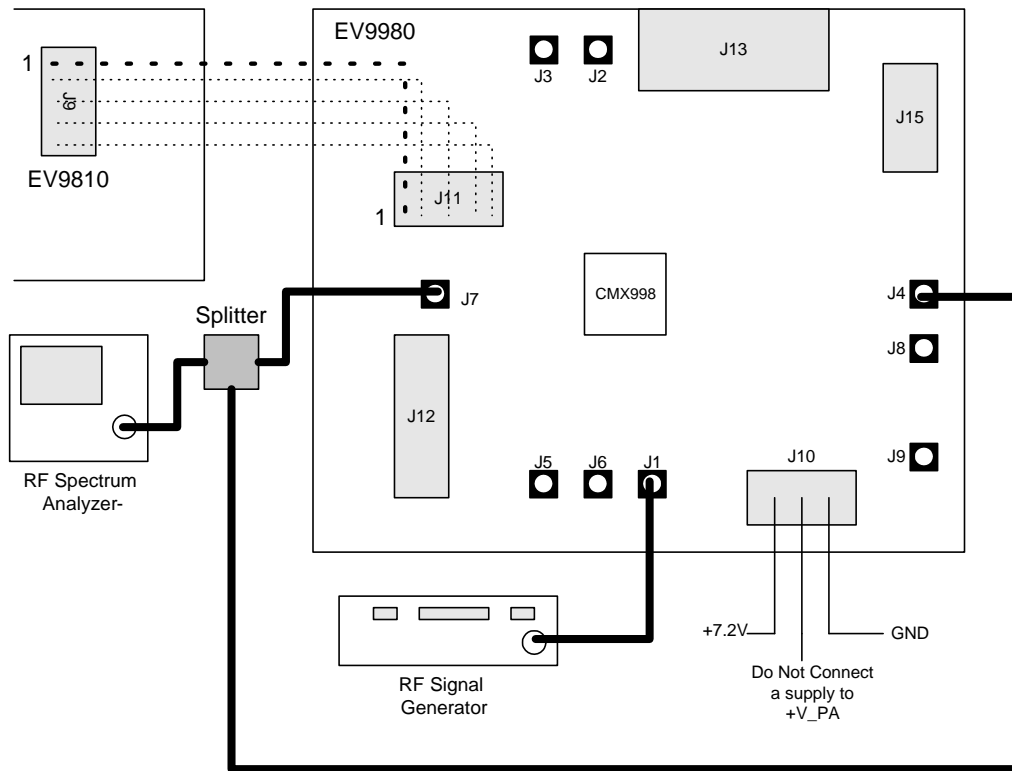 EV9980
J13
J3
J2
1
J9
J15
EV9810
J11
1
CMX998
J7
J4
Splitter
J8
J12
J5
J6
J1
J10
J9
RF Spectrum
Analyzer-
+7.2V
GND
Do Not Connect
a supply to
+V_PA
RF Signal
Generator